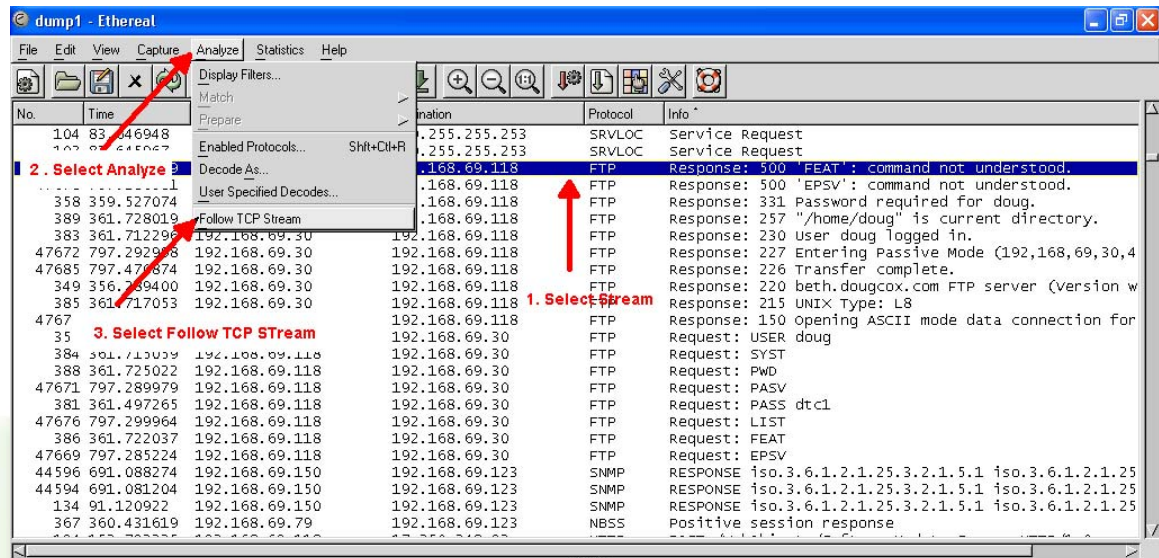 dump1 - Ethereal
File Edit View Capture Analyze Statistics Help
Display Filters...
Match
Prepare
Enabled Protocols... Shft+Ctl+R
Decode As...
User Specified Decodes...
Follow TCP Stream
2 . Select Analyze
1. Select Stream
3. Select Follow TCP STream
No. Time ination Protocol Info
104 83. 46948 .255.255.253 SRVLOC Service Request
.255.255.253 SRVLOC Service Request
9 .168.69.118 FTP Response: 500 'FEAT': command not understood.
.168.69.118 FTP Response: 500 'EPSV': command not understood.
358 359.527074 .168.69.118 FTP Response: 331 Password required for doug.
389 361.728019 .168.69.118 FTP Response: 257 "/home/doug" is current directory.
383 361.712296 192.168.69.30 192.168.69.118 FTP Response: 230 User doug logged in.
47672 797.292998 192.168.69.30 192.168.69.118 FTP Response: 227 Entering Passive Mode (192,168,69,30,4
47685 797.470874 192.168.69.30 192.168.69.118 FTP Response: 226 Transfer complete.
349 356. 9400 192.168.69.30 192.168.69.118 FTP Response: 220 beth.dougcox.com FTP server (Version w
385 361.717053 192.168.69.30 192.168.69.118 FTP Response: 215 UNIX Type: L8
4767 192.168.69.118 FTP Response: 150 Opening ASCII mode data connection for
35 192.168.69.30 FTP Request: USER doug
384 361.715059 192.168.69.118 192.168.69.30 FTP Request: SYST
388 361.725022 192.168.69.118 192.168.69.30 FTP Request: PWD
47671 797.289979 192.168.69.118 192.168.69.30 FTP Request: PASV
381 361.497265 192.168.69.118 192.168.69.30 FTP Request: PASS dtc1
47676 797.299964 192.168.69.118 192.168.69.30 FTP Request: LIST
386 361.722037 192.168.69.118 192.168.69.30 FTP Request: FEAT
47669 797.285224 192.168.69.118 192.168.69.30 FTP Request: EPSV
44596 691.088274 192.168.69.150 192.168.69.123 SNMP RESPONSE iso.3.6.1.2.1.25.3.2.1.5.1 iso.3.6.1.2.1.25
44594 691.081204 192.168.69.150 192.168.69.123 SNMP RESPONSE iso.3.6.1.2.1.25.3.2.1.5.1 iso.3.6.1.2.1.25
134 91.120922 192.168.69.150 192.168.69.123 SNMP RESPONSE iso.3.6.1.2.1.25.3.2.1.5.1 iso.3.6.1.2.1.25
367 360.431619 192.168.69.79 192.168.69.123 NBSS Positive session response